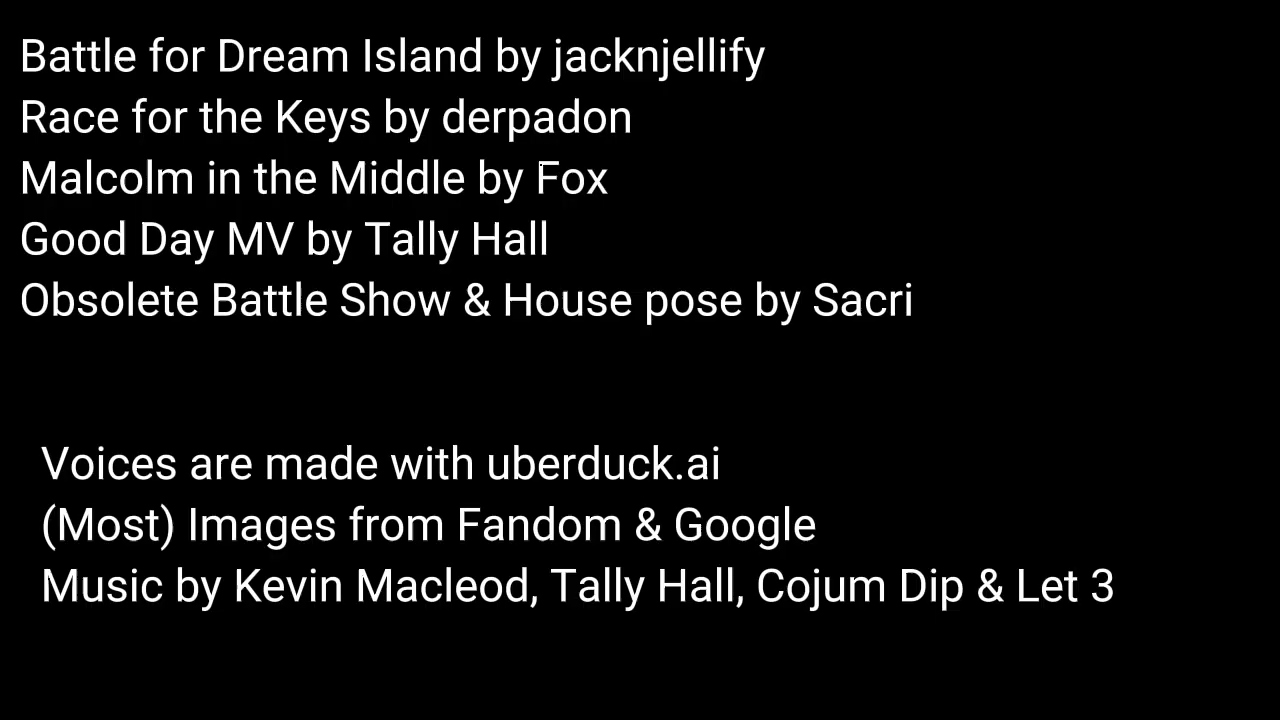 Battle for Dream Island by jacknjellify
Race for the Keys by derpadon
Malcolm in the Middle by Fox
Good Day MV by Tally Hall
Obsolete Battle Show & House pose by Sacri
Voices are made with uberduck.ai
(Most) Images from Fandom & Google
Music by Kevin Macleod, Tally Hall, Cojum Dip & Let 3